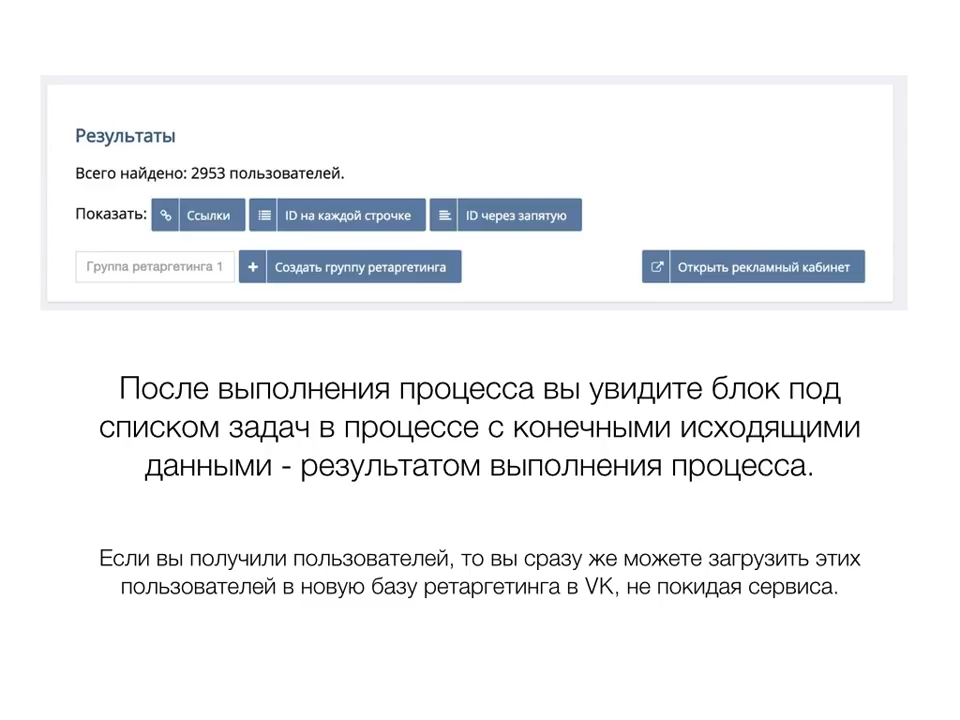 Результаты
Всего найдено: 2953 пользователей.
Показать: Ссылки ID на каждой строчке ID через запятую
Группа ретаргетинга 1 Создать группу ретаргетинга Открыть рекламный кабинет
После выполнения процесса вы увидите блок под
списком задач в процессе с конечными исходящими
данными - результатом выполнения процесса.
Если вы получили пользователей, то вы сразу же можете загрузить этих
пользователей в новую базу ретаргетинга в VK, не покидая сервиса.